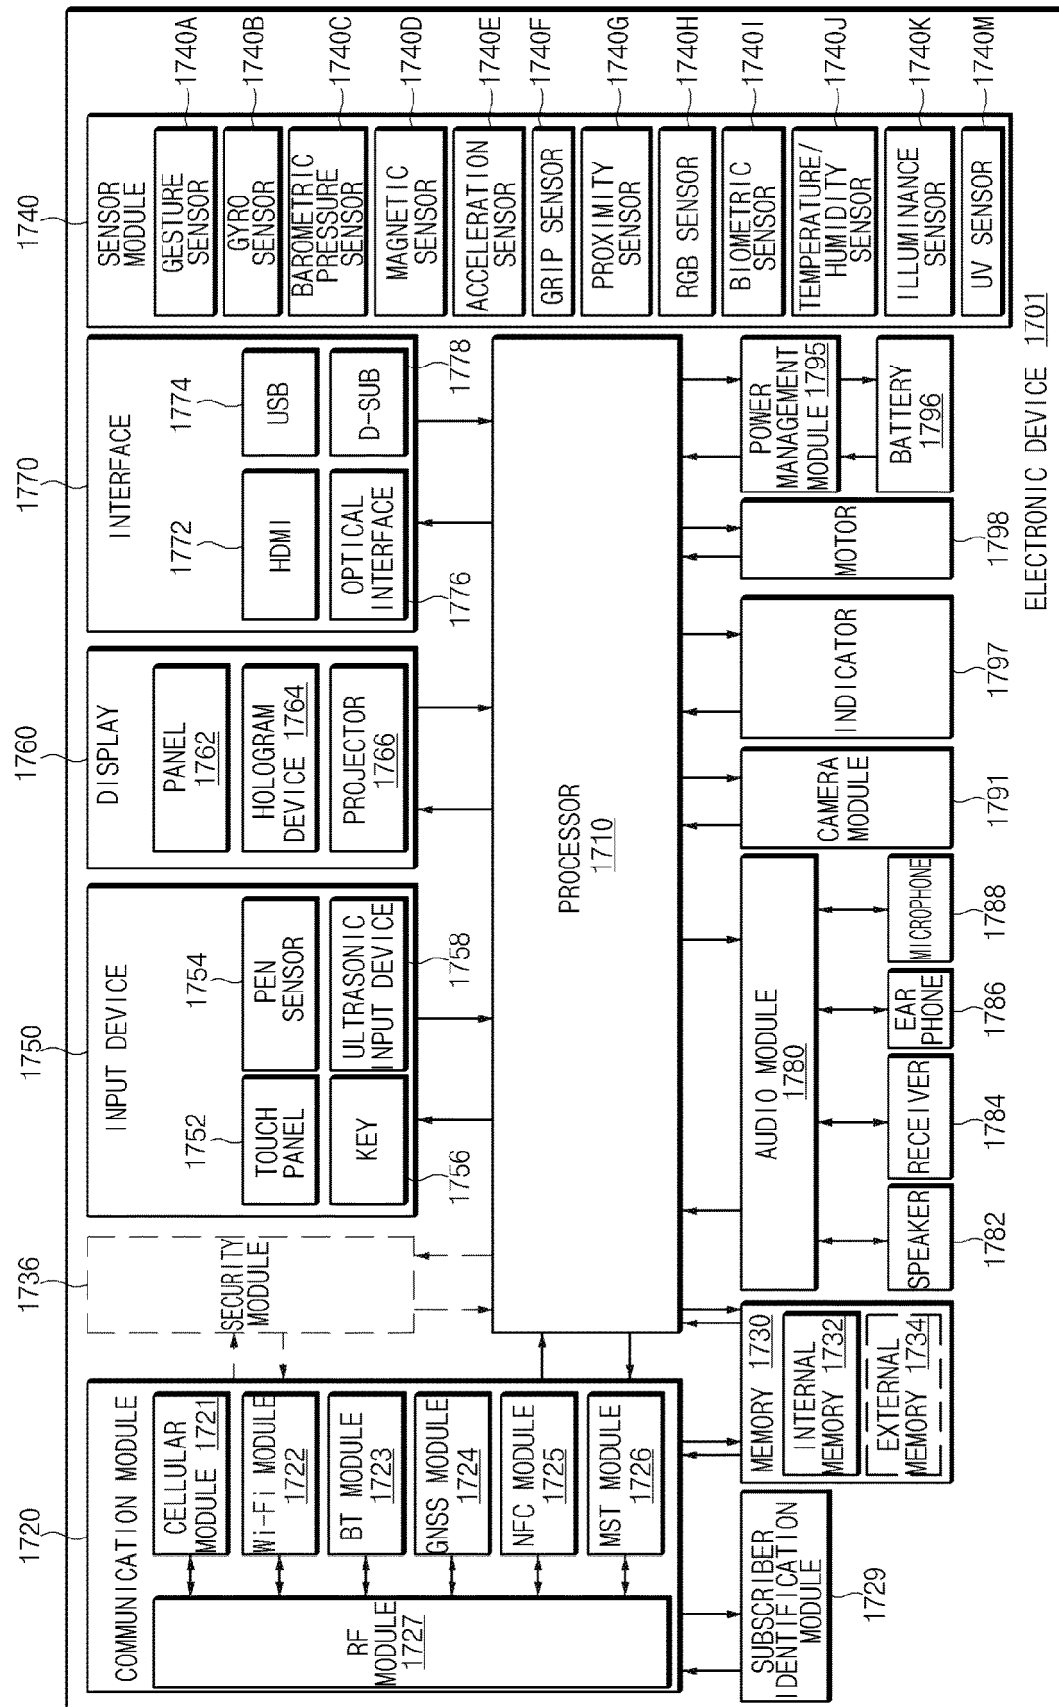 1720
COMMUNICATION MODULE
RF
MODULE
1727
CELLULAR
MODULE 1721
Wi-Fi MODULE
1722
BT MODULE
1723
GNSS MODULE
1724
NFC MODULE
1725
MST MODULE
1726
1736
SECURITY
MODULE
1750
INPUT DEVICE
1752
TOUCH
PANEL
1754
PEN
SENSOR
KEY
1756
ULTRASONIC
INPUT DEVICE
1758
1760
DISPLAY
PANEL
1762
HOLOGRAM
DEVICE 1764
PROJECTOR
1766
1770
INTERFACE
1772
HDMI
1774
USB
OPTICAL
INTERFACE
1776
D-SUB
1778
1740
SENSOR
MODULE
GESTURE
SENSOR
1740A
GYRO
SENSOR
1740B
BAROMETRIC
PRESSURE
SENSOR
1740C
MAGNETIC
SENSOR
1740D
ACCELERATION
SENSOR
1740E
GRIP SENSOR
1740F
PROXIMITY
SENSOR
1740G
RGB SENSOR
1740H
BIOMETRIC
SENSOR
1740I
TEMPERATURE/
HUMIDITY
SENSOR
1740J
ILLUMINANCE
SENSOR
1740K
UV SENSOR
1740M
PROCESSOR
1710
SUBSCRIBER
IDENTIFICATION
MODULE
1729
MEMORY 1730
INTERNAL
MEMORY 1732
EXTERNAL
MEMORY 1734
AUDIO MODULE
1780
SPEAKER
1782
RECEIVER
1784
EAR
PHONE
1786
MICROPHONE
1788
CAMERA
MODULE
1791
INDICATOR
1797
MOTOR
1798
POWER
MANAGEMENT
MODULE 1795
BATTERY
1796
ELECTRONIC DEVICE 1701